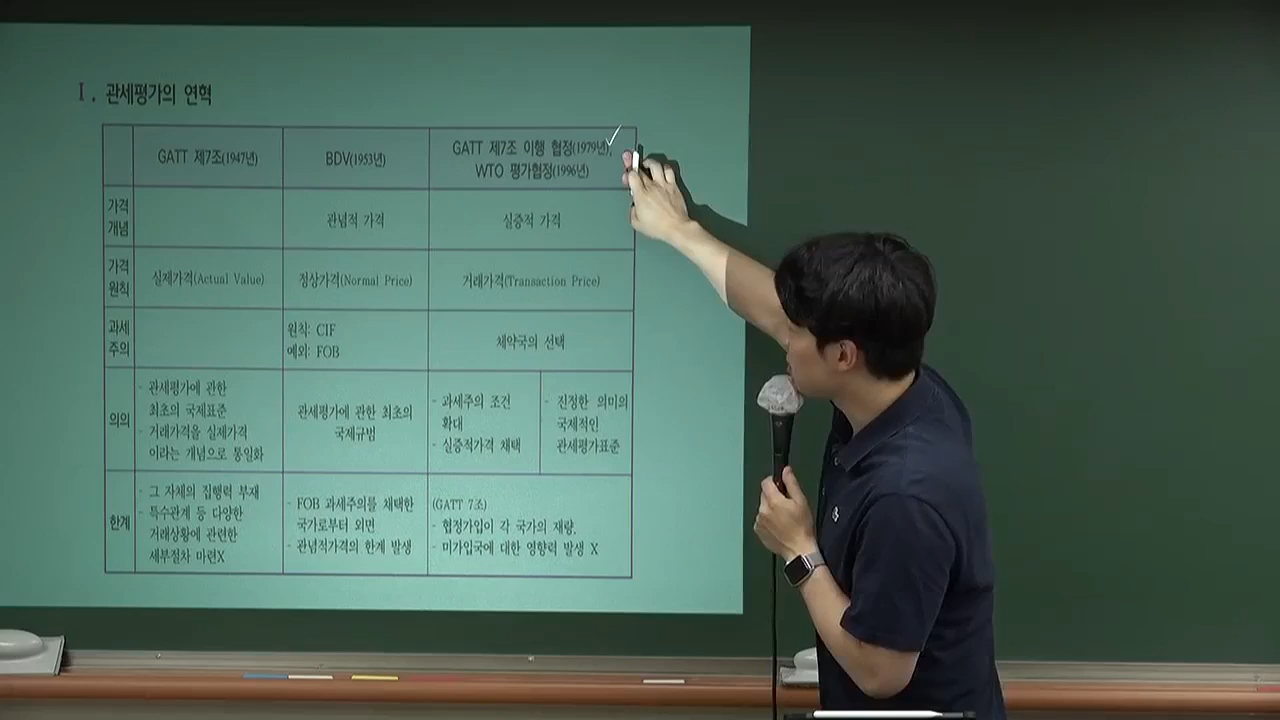 Ⅰ. 관세평가의 연혁
GATT 제7조(1947년)
BDV(1953년)
GATT 제7조 이행 협정(1979년),
WTO 평가협정(1996년)
가격
개념
관념적 가격
실증적 가격
가격
원칙
실제가격(Actual Value)
정상가격(Normal Price)
거래가격(Transaction Price)
과세
주의
원칙: CIF
예외: FOB
체약국의 선택
의의
- 관세평가에 관한
최초의 국제표준
- 거래가격을 실제가격
이라는 개념으로 통일화
관세평가에 관한 최초의
국제규범
- 과세주의 조건
확대
- 실증적가격 채택
- 진정한 의미의
국제적인
관세평가표준
한계
- 그 자체의 집행력 부재
- 특수관계 등 다양한
거래상황에 관련한
세부절차 마련X
- FOB 과세주의를 채택한
국가로부터 외면
- 관념적가격의 한계 발생
(GATT 7조)
- 협정가입이 각 국가의 재량,
- 미가입국에 대한 영향력 발생 X